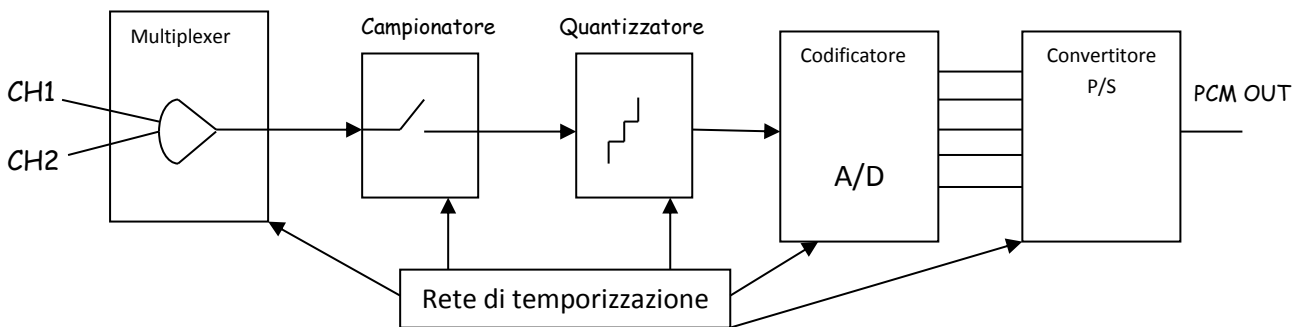 Multiplexer
Campionatore
Quantizzatore
Codificatore
Convertitore
P/S
CH1
CH2
PCM OUT
A/D
Rete di temporizzazione